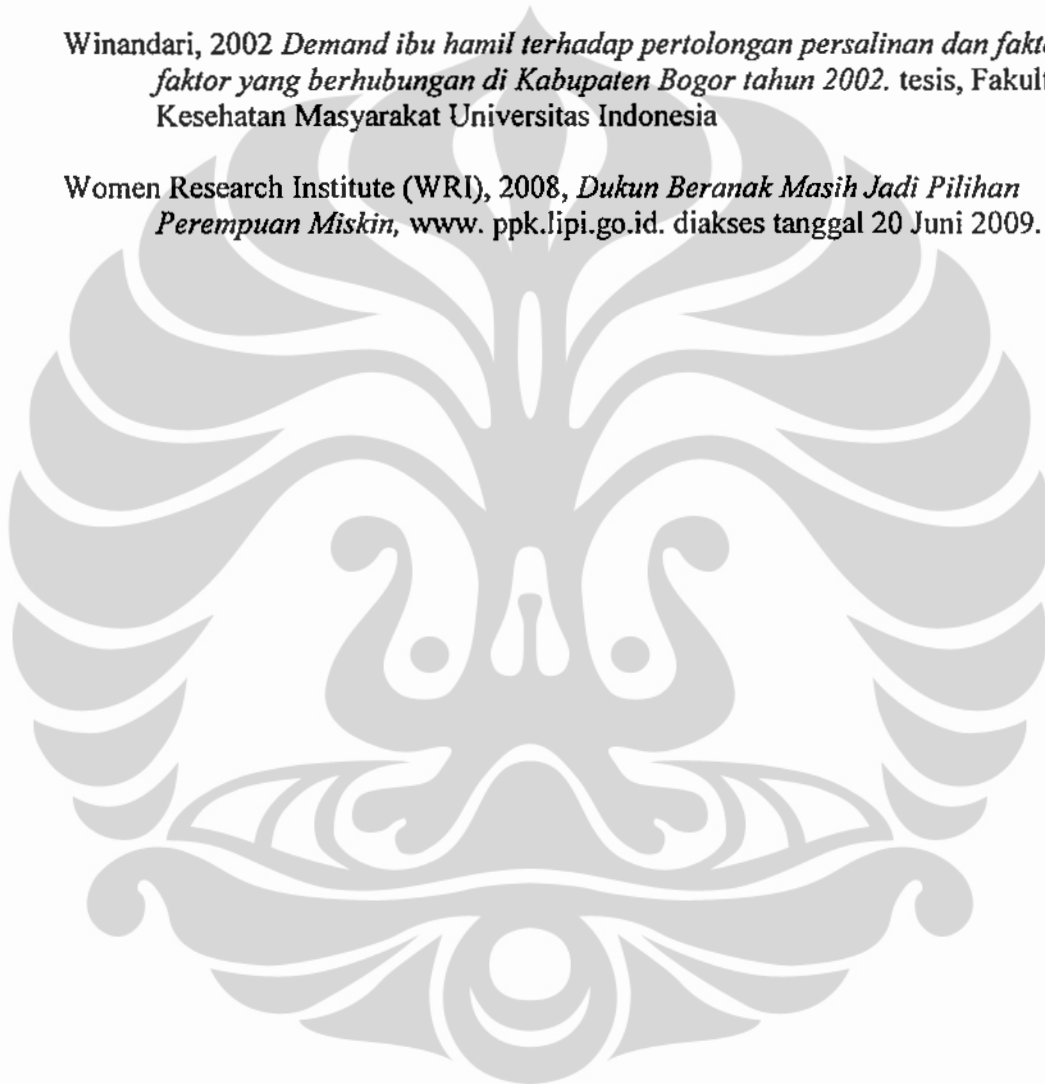 Winandari, 2002 Demand ibu hamil terhadap pertolongan persalinan dan fakto
faktor yang berhubungan di Kabupaten Bogor tahun 2002. tesis, Fakult
Kesehatan Masyarakat Universitas Indonesia
Women Research Institute (WRI), 2008, Dukun Beranak Masih Jadi Pilihan
Perempuan Miskin, www. ppk.lipi.go.id. diakses tanggal 20 Juni 2009.